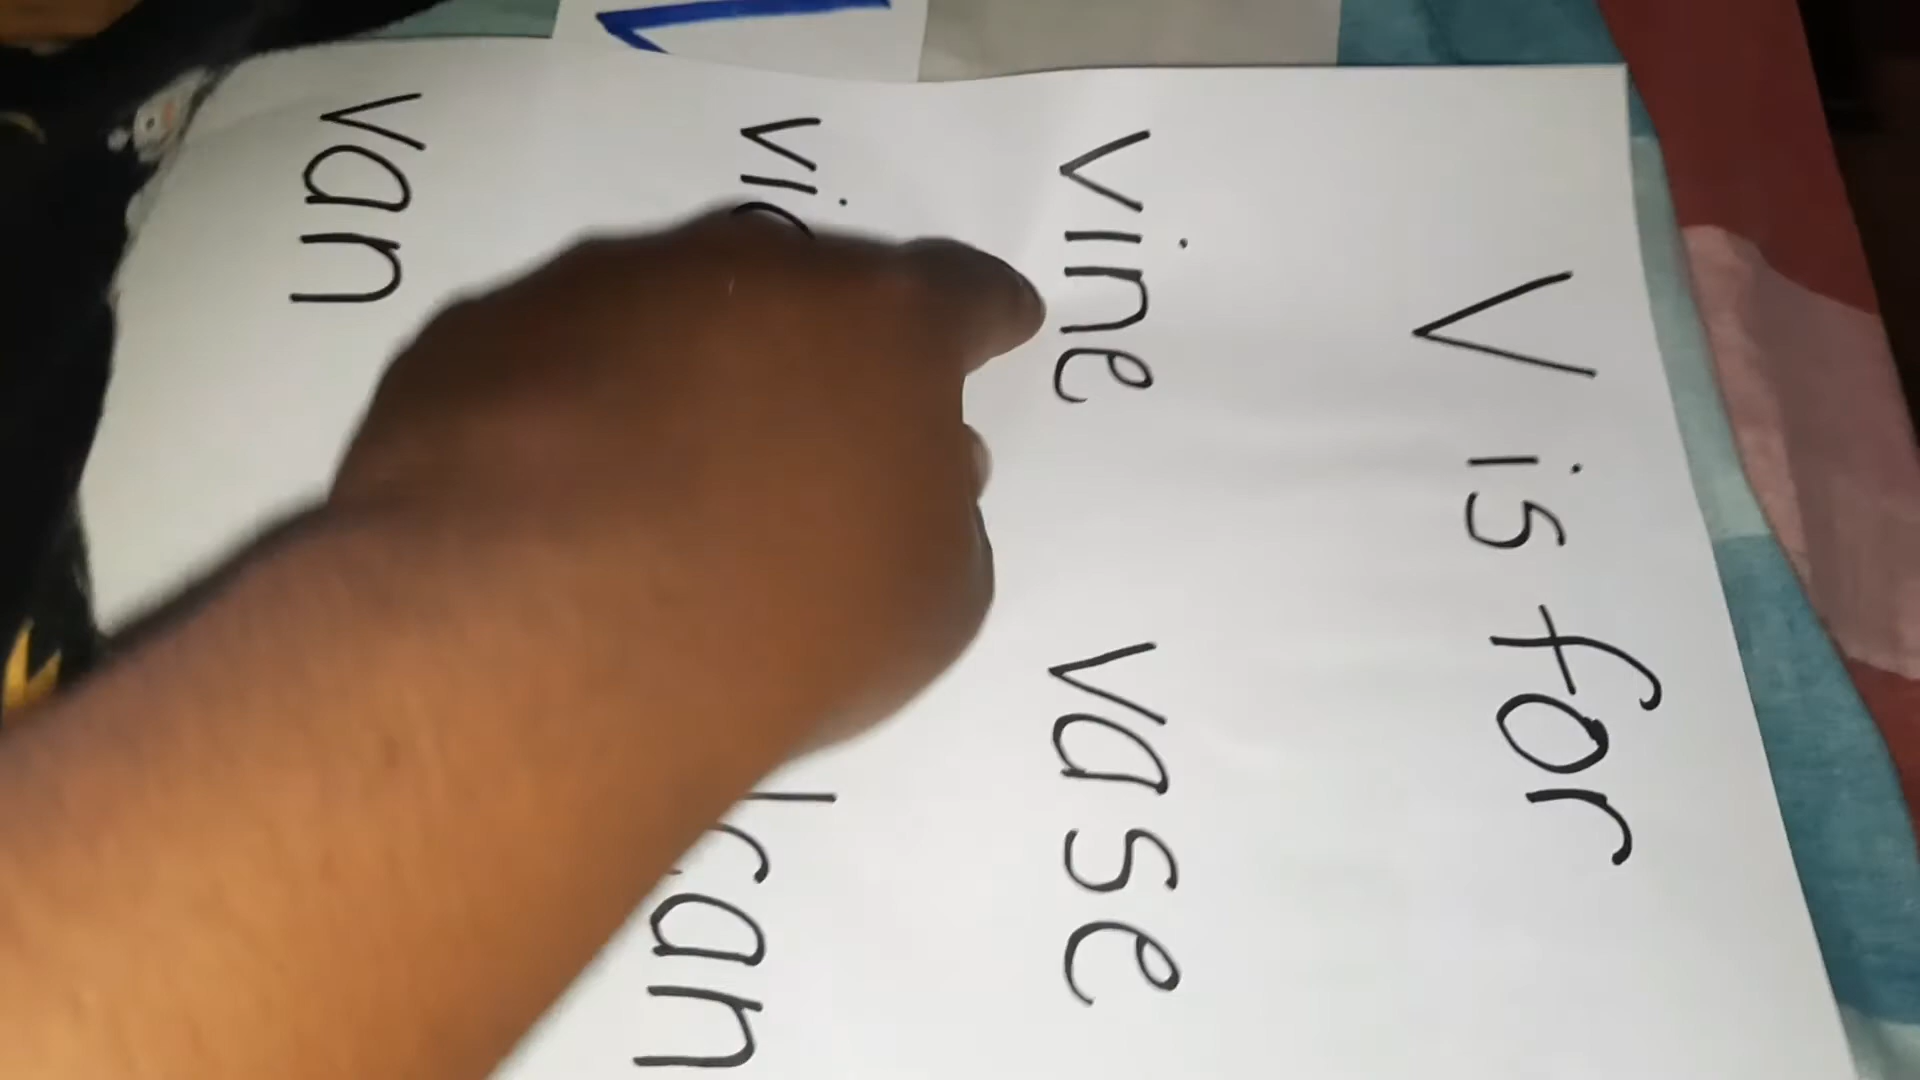 V is for
vine vase
van